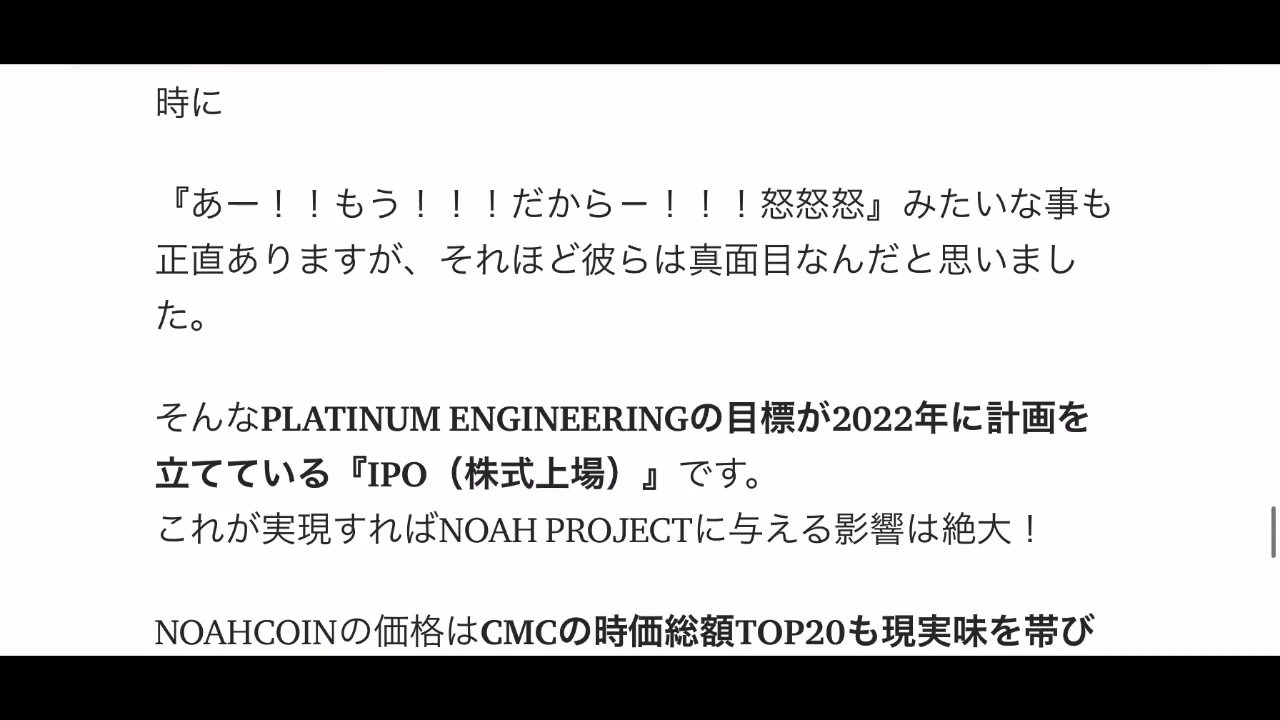 時に
『あー！！もう！！！だからー！！！怒怒怒』みたいな事も
正直ありますが、それほど彼らは真面目なんだと思いまし
た。
そんなPLATINUM ENGINEERINGの目標が2022年に計画を
立てている『IPO（株式上場）』です。
これが実現すればNOAH PROJECTに与える影響は絶大！
NOAHCOINの価格はCMCの時価総額TOP20も現実味を帯び